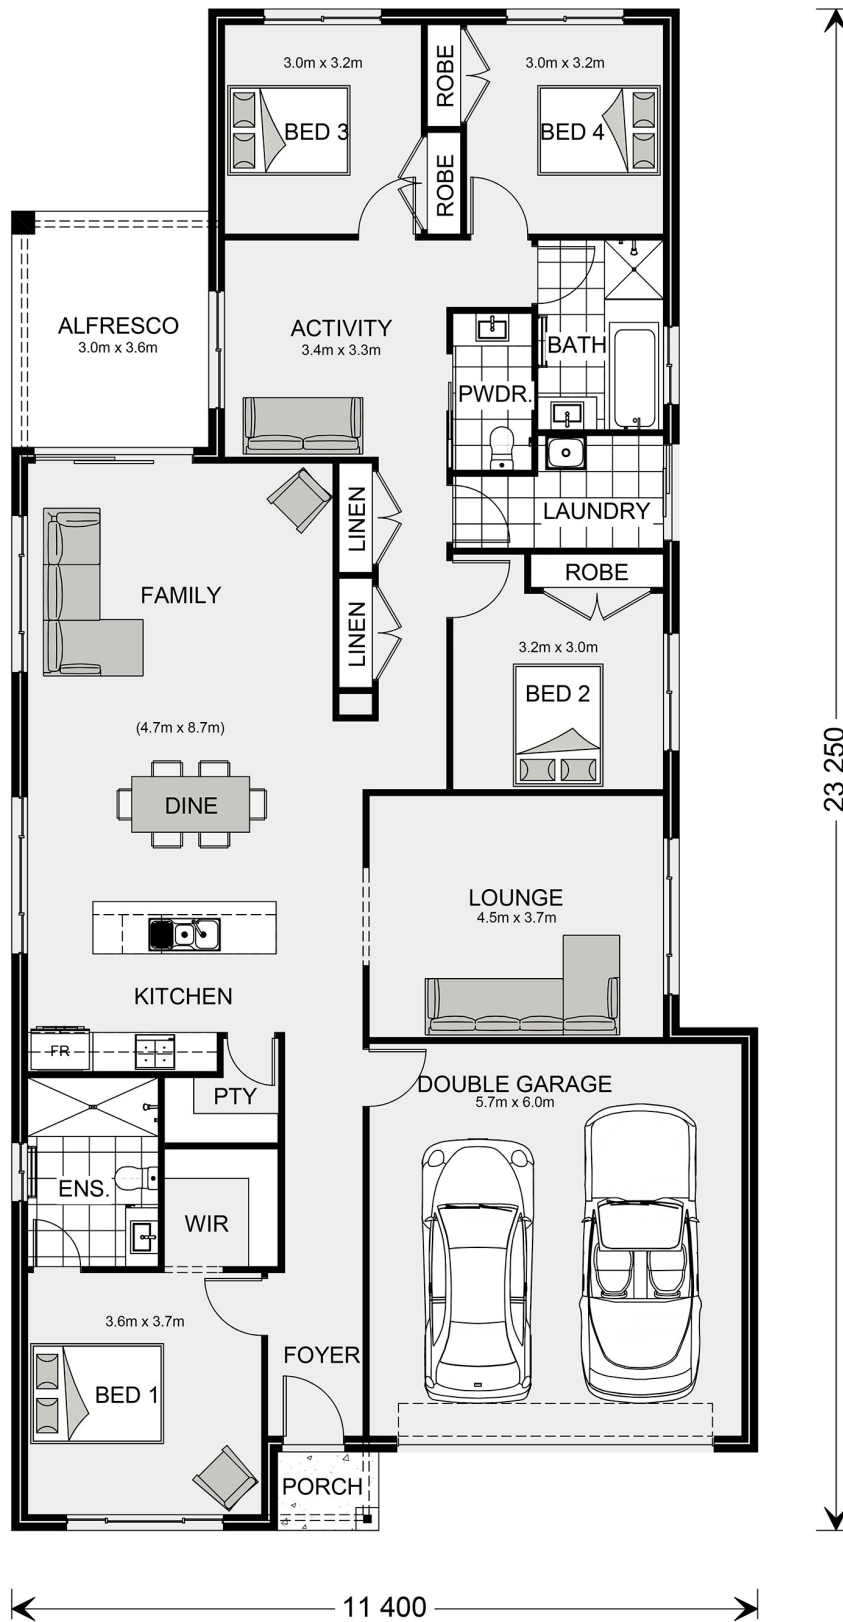 3.0m x 3.2m
ROBE
3.0m x 3.2m
BED 3
BED 4
ROBE
ALFRESCO
3.0m x 3.6m
ACTIVITY
3.4m x 3.3m
BATH
PWDR.
LINEN
LAUNDRY
ROBE
FAMILY
LINEN
3.2m x 3.0m
BED 2
(4.7m x 8.7m)
23 250
DINE
LOUNGE
4.5m x 3.7m
KITCHEN
FR
PTY
DOUBLE GARAGE
5.7m x 6.0m
ENS.
WIR
3.6m x 3.7m
FOYER
BED 1
PORCH
11 400